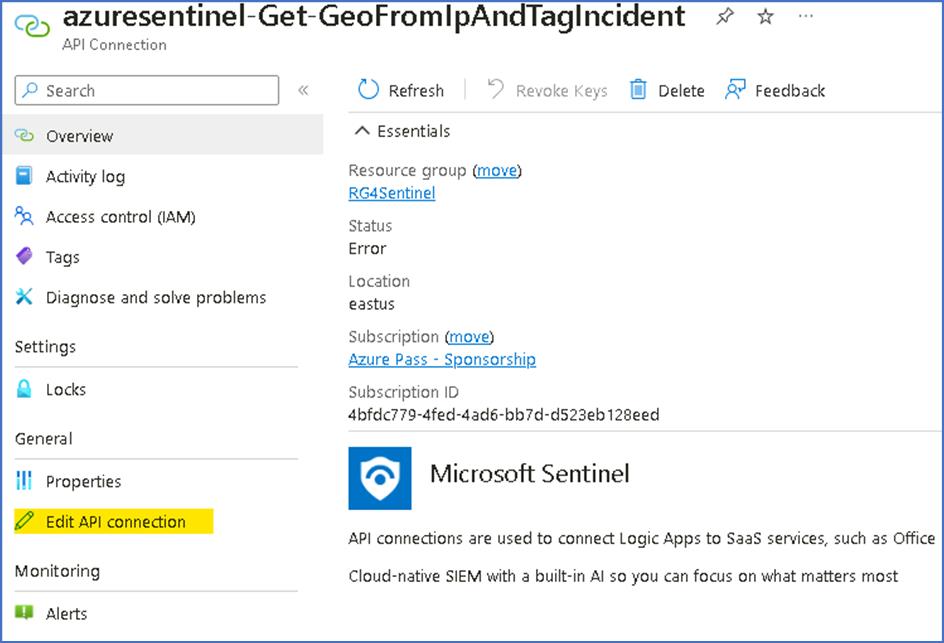 azuresentinel-Get-GeoFromIpAndTagIncident
API Connection
Search
Refresh
Revoke Keys
Delete
Feedback
Overview
Activity log
Access control (IAM)
Tags
Diagnose and solve problems
Settings
Locks
General
Properties
Edit API connection
Monitoring
Alerts
Essentials
Resource group (move)
RG4Sentinel
Status
Error
Location
eastus
Subscription (move)
Azure Pass - Sponsorship
Subscription ID
4bfdc779-4fed-4ad6-bb7d-d523eb128eed
Microsoft Sentinel
API connections are used to connect Logic Apps to SaaS services, such as Office
Cloud-native SIEM with a built-in AI so you can focus on what matters most